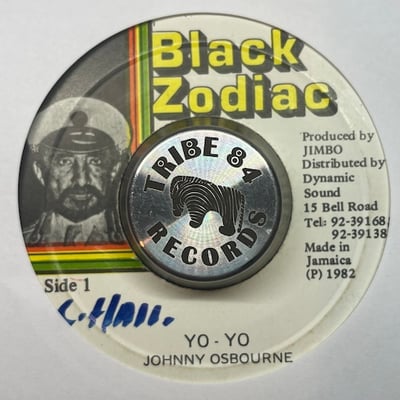 Black
Zodiac
TRIBE 84
RECORDS
Produced by
JIMBO
Distributed by
Dynamic
Sound
15 Bell Road
Tel: 92-39168
92-39138
Made in
Jamaica
(P) 1982
Side 1
C. Hall.
YO - YO
JOHNNY OSBOURNE